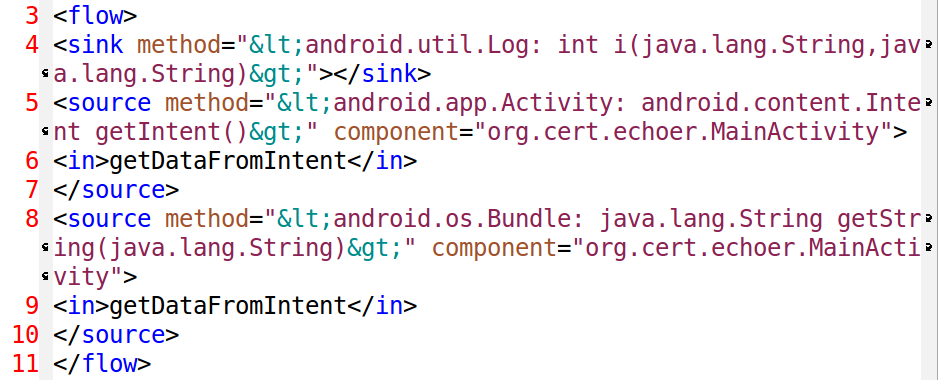 3 <flow>
4 <sink method="&lt;android.util.Log: int i(java.lang.String,jav
a.lang.String)&gt;"></sink>
5 <source method="&lt;android.app.Activity: android.content.Inte
nt getIntent()&gt;" component="org.cert.echoer.MainActivity">
6 <in>getDataFromIntent</in>
7 </source>
8 <source method="&lt;android.os.Bundle: java.lang.String getStr
ing(java.lang.String)&gt;" component="org.cert.echoer.MainActi
vity">
9 <in>getDataFromIntent</in>
10 </source>
11 </flow>